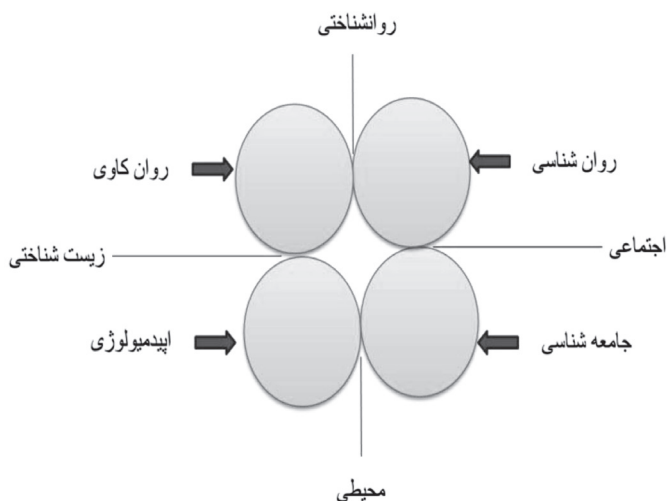 روانشناختی
روان شناسی
روان کاوی
اجتماعی
زیست شناختی
جامعه شناسی
اپیدمیولوژی
محیطی